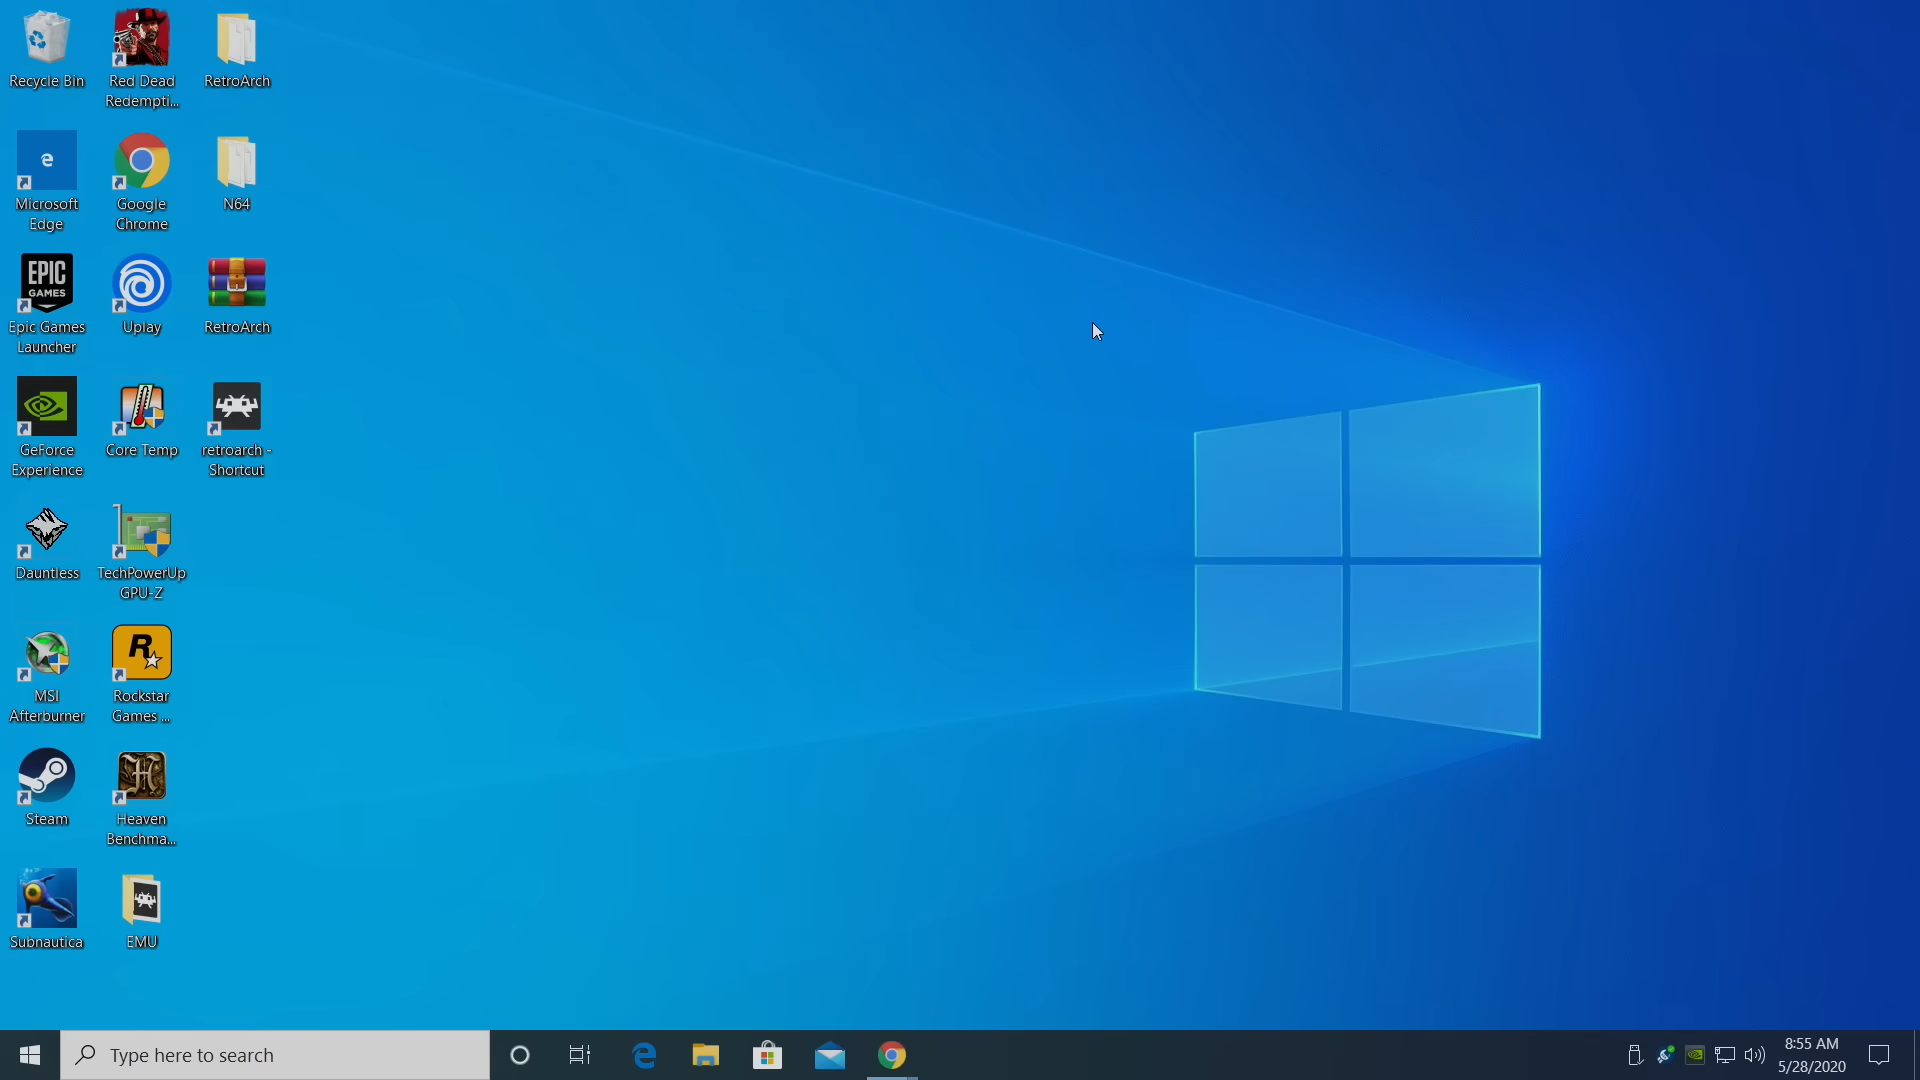 Recycle Bin
Red Dead
Redempti...
RetroArch
Microsoft
Edge
Google
Chrome
N64
EPIC
GAMES
Epic Games
Launcher
Uplay
RetroArch
GeForce
Experience
Core Temp
retroarch -
Shortcut
Dauntless
TechPowerUp
GPU-Z
MSI
Afterburner
R
Rockstar
Games ...
Steam
H
Heaven
Benchma...
Subnautica
EMU
Type here to search
8:55 AM
5/28/2020